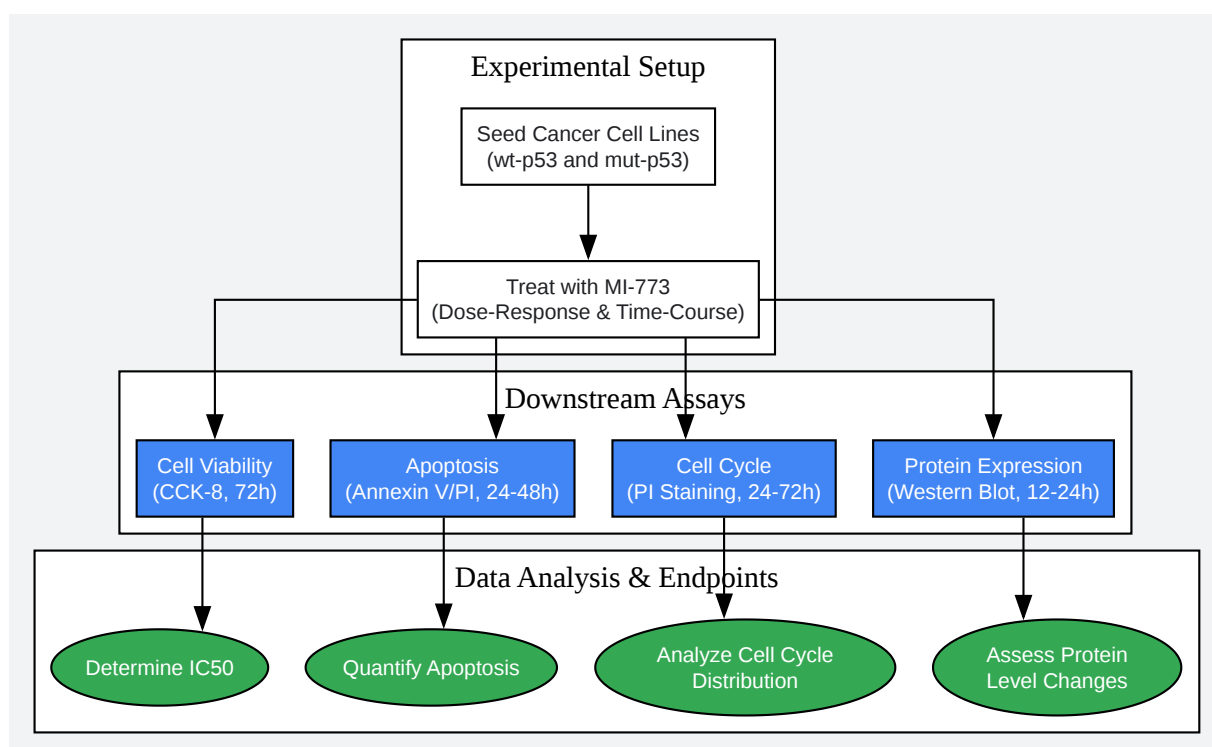 Experimental Setup
Seed Cancer Cell Lines
(wt-p53 and mut-p53)
Treat with MI-773
(Dose-Response & Time-Course)
Downstream Assays
Cell Viability
(CCK-8, 72h)
Apoptosis
(Annexin V/PI, 24-48h)
Cell Cycle
(PI Staining, 24-72h)
Protein Expression
(Western Blot, 12-24h)
Data Analysis & Endpoints
Determine IC50
Quantify Apoptosis
Analyze Cell Cycle
Distribution
Assess Protein
Level Changes